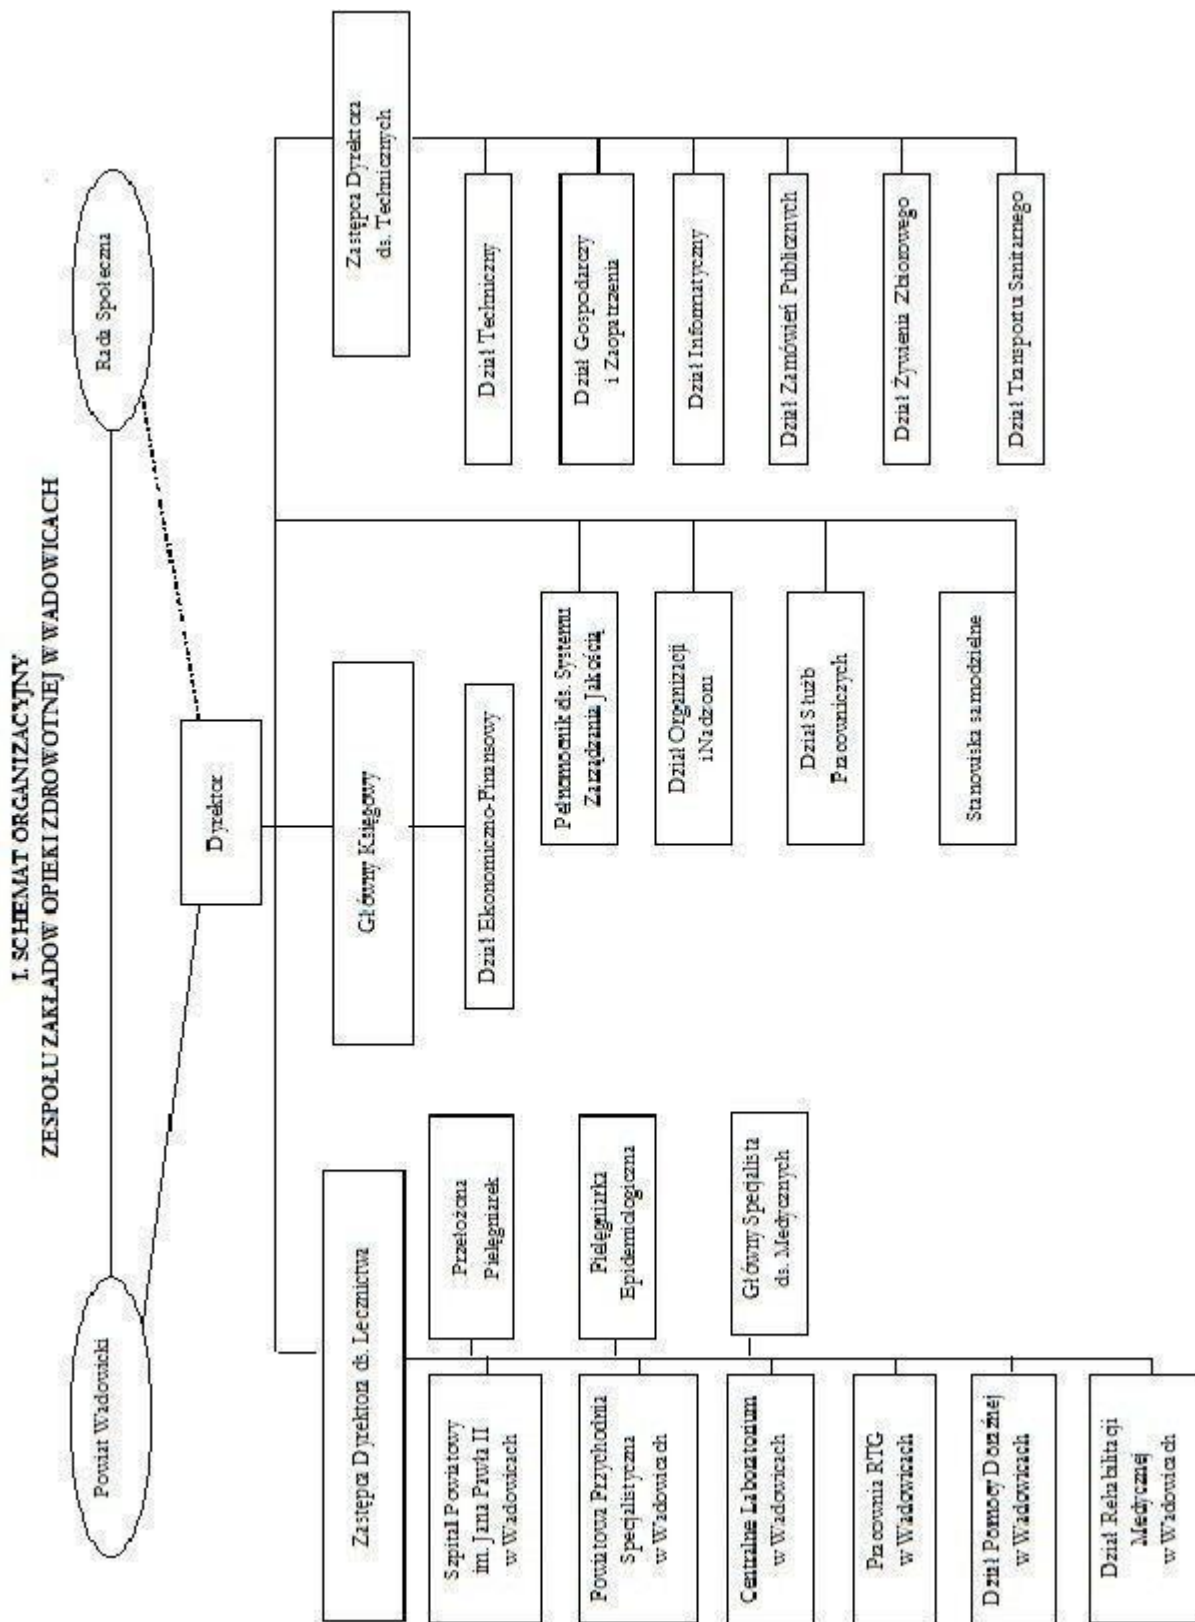 I. SCHEMAT ORGANIZACYJNY
ZESPOŁU ZAKŁADÓW OPIEKI ZDROWOTNEJ W WADOWICACH
Powiat Wadowicki
Rada Społeczna
Dyrektor
Zastępca Dyrektora ds. Lecznictwa
Główny Księgowy
Zastępca Dyrektora
ds. Technicznych
Szpital Powiatowy
im. Jana Pawła II
w Wadowicach
Przełożona
Pielęgniarek
Powiatowa Przychodnia
Specjalistyczna
w Wadowicach
Pielęgniarka
Epidemiologiczna
Centralne Laboratorium
w Wadowicach
Główny Specjalista
ds. Medycznych
Pracownia RTG
w Wadowicach
Dział Pomocy Doraźnej
w Wadowicach
Dział Rehabilitacji
Medycznej
w Wadowicach
Dział Ekonomiczno-Finansowy
Pełnomocnik ds. Systemu
Zarządzania Jakością
Dział Organizacji
i Nadzoru
Dział Służb
Pracowniczych
Stanowiska samodzielne
Dział Techniczny
Dział Gospodarczy
i Zaopatrzenia
Dział Informatyczny
Dział Zamówień Publicznych
Dział Żywienia Zbiorowego
Dział Transportu Sanitarnego